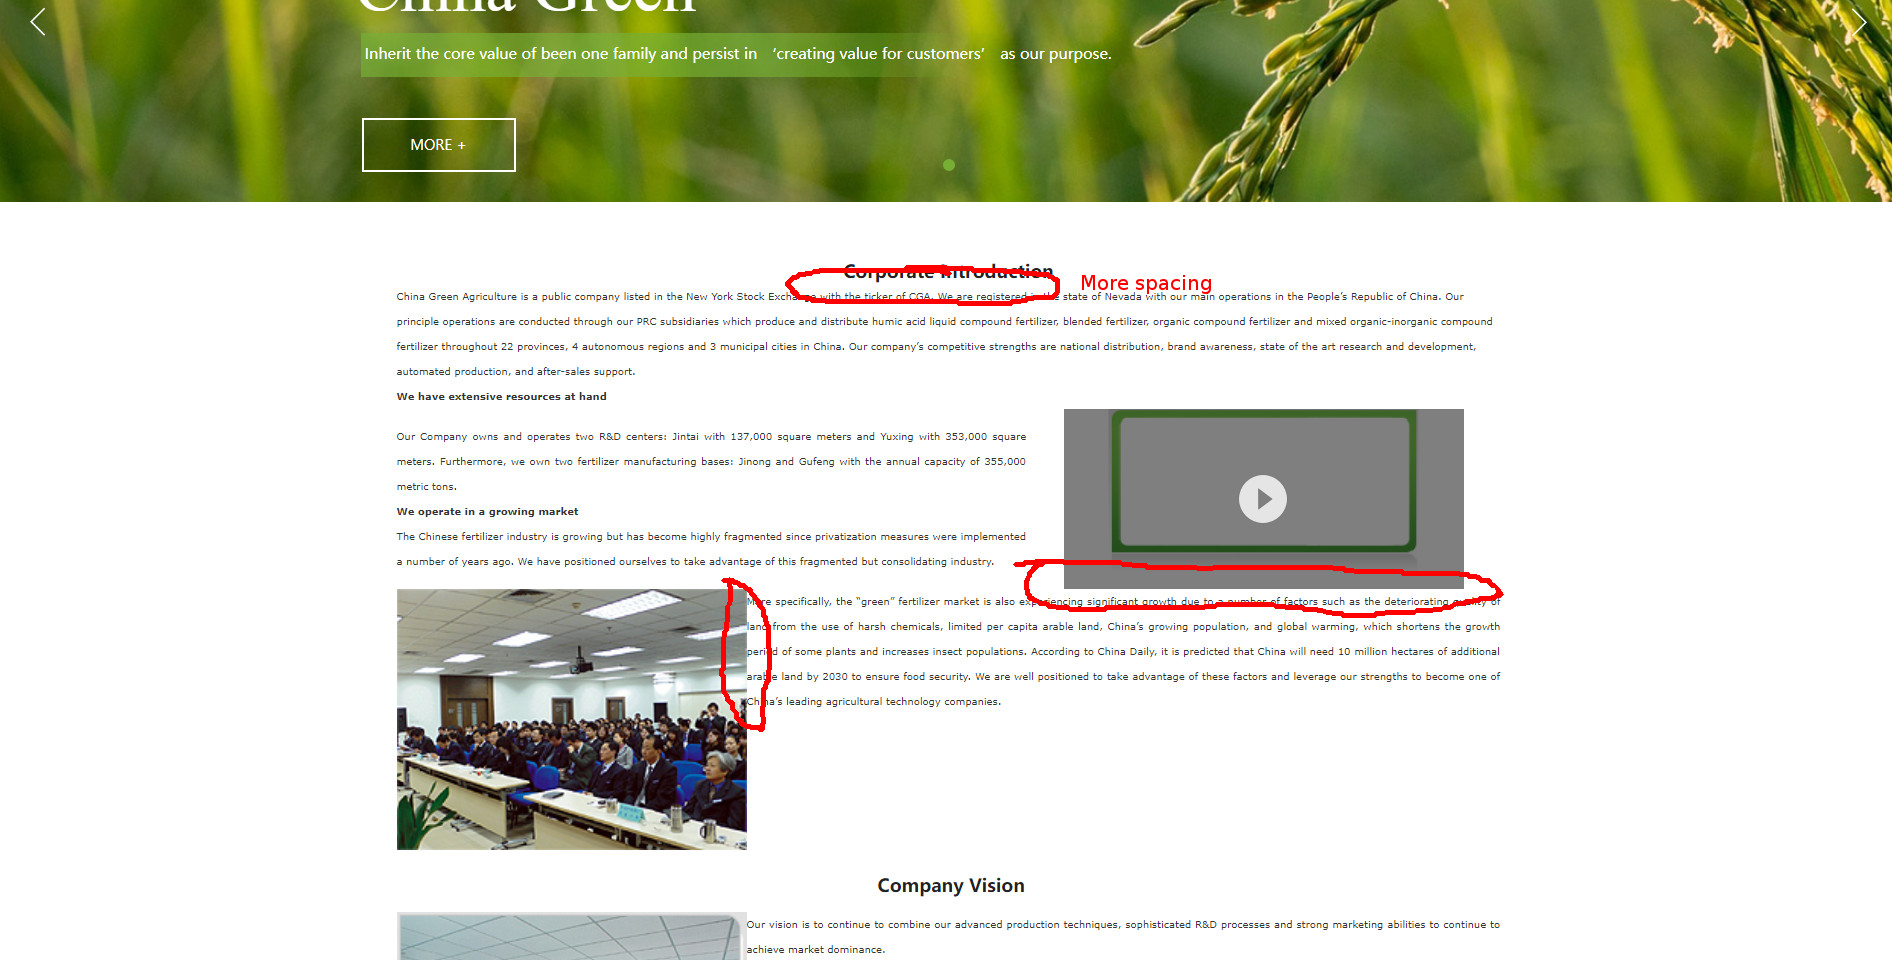 China Green
Inherit the core value of been one family and persist in ‘creating value for customers’ as our purpose.
MORE +
Corporate Introduction
More spacing
China Green Agriculture is a public company listed in the New York Stock Exchange with the ticker of CGA. We are registered in the state of Nevada with our main operations in the People’s Republic of China. Our
principle operations are conducted through our PRC subsidiaries which produce and distribute humic acid liquid compound fertilizer, blended fertilizer, organic compound fertilizer and mixed organic-inorganic compound
fertilizer throughout 22 provinces, 4 autonomous regions and 3 municipal cities in China. Our company’s competitive strengths are national distribution, brand awareness, state of the art research and development,
automated production, and after-sales support.
We have extensive resources at hand
Our Company owns and operates two R&D centers: Jintai with 137,000 square meters and Yuxing with 353,000 square
meters. Furthermore, we own two fertilizer manufacturing bases: Jinong and Gufeng with the annual capacity of 355,000
metric tons.
We operate in a growing market
The Chinese fertilizer industry is growing but has become highly fragmented since privatization measures were implemented
a number of years ago. We have positioned ourselves to take advantage of this fragmented but consolidating industry.
More specifically, the “green” fertilizer market is also experiencing significant growth due to a number of factors such as the deteriorating quality of
land from the use of harsh chemicals, limited per capita arable land, China’s growing population, and global warming, which shortens the growth
period of some plants and increases insect populations. According to China Daily, it is predicted that China will need 10 million hectares of additional
arable land by 2030 to ensure food security. We are well positioned to take advantage of these factors and leverage our strengths to become one of
China’s leading agricultural technology companies.
Company Vision
Our vision is to continue to combine our advanced production techniques, sophisticated R&D processes and strong marketing abilities to continue to
achieve market dominance.